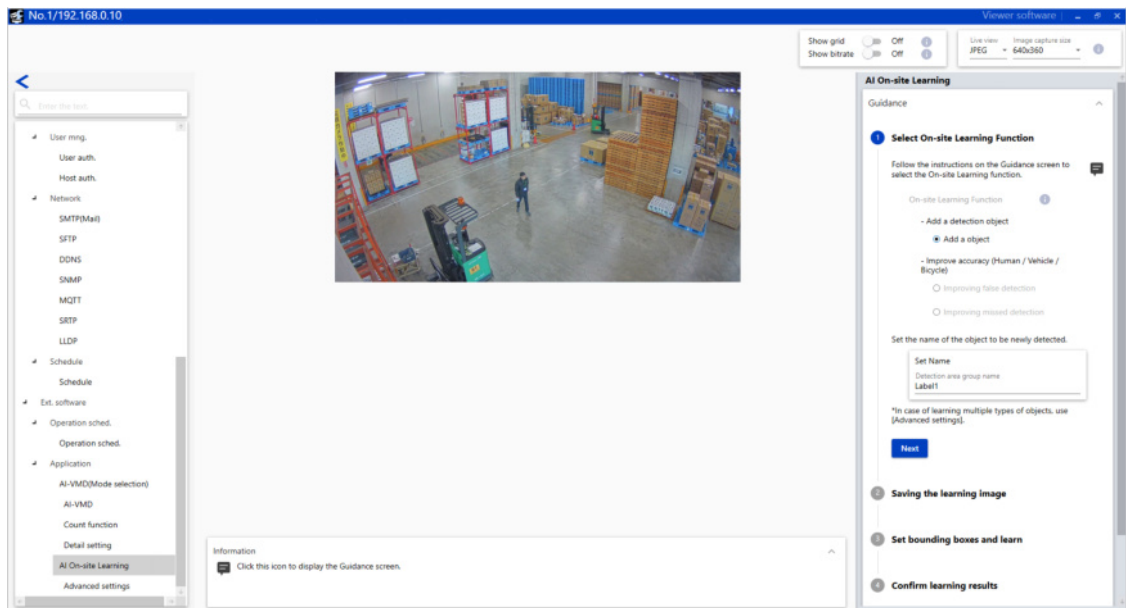 No.1/192.168.0.10
Viewer software
Show grid Off
Show bitrate Off
Live view
JPEG
Image capture size
640x360
Enter the text.
User mng.
User auth.
Host auth.
Network
SMTP(Mail)
SFTP
DDNS
SNMP
MQTT
SRTP
LLDP
Schedule
Schedule
Ext. software
Operation sched.
Operation sched.
Application
AI-VMD(Mode selection)
AI-VMD
Count function
Detail setting
AI On-site Learning
Advanced settings
Information
Click this icon to display the Guidance screen.
AI On-site Learning
Guidance
1 Select On-site Learning Function
Follow the instructions on the Guidance screen to
select the On-site Learning function.
On-site Learning Function
- Add a detection object
Add a object
- Improve accuracy (Human / Vehicle /
Bicycle)
Improving false detection
Improving missed detection
Set the name of the object to be newly detected.
Set Name
Detection area group name
Label1
*In case of learning multiple types of objects, use
[Advanced settings].
Next
2 Saving the learning image
3 Set bounding boxes and learn
4 Confirm learning results